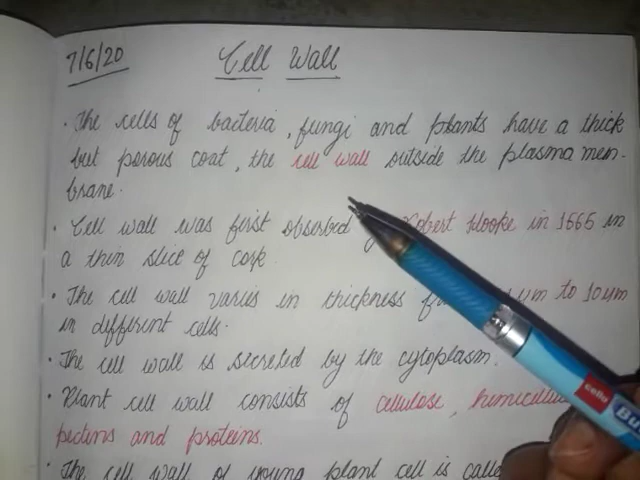 7/6/20
Cell Wall
· The cells of bacteria, fungi and plants have a thick
but porous coat, the cell wall outside the plasma mem-
brane.
· Cell wall was first observed Robert Hooke in 1665 in
a thin slice of cork.
· The cell wall varies in thickness μm to 10 μm
in different cells.
· The cell wall is secreted by the cytoplasm.
· Plant cell wall consists of cellulose,
pectins and proteins.
· The cell wall of young plant cell is
cello